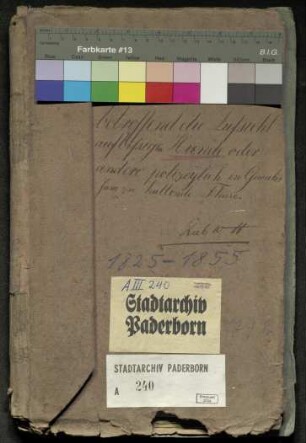 Farbkarte #13
B.I.G.
betreffend die Aufsicht
auf Hunde oder
andere polizeylich in
zu haltende Thiere
1825-1855
A III 240
Stadtarchiv
Paderborn
STADTARCHIV PADERBORN
A 240